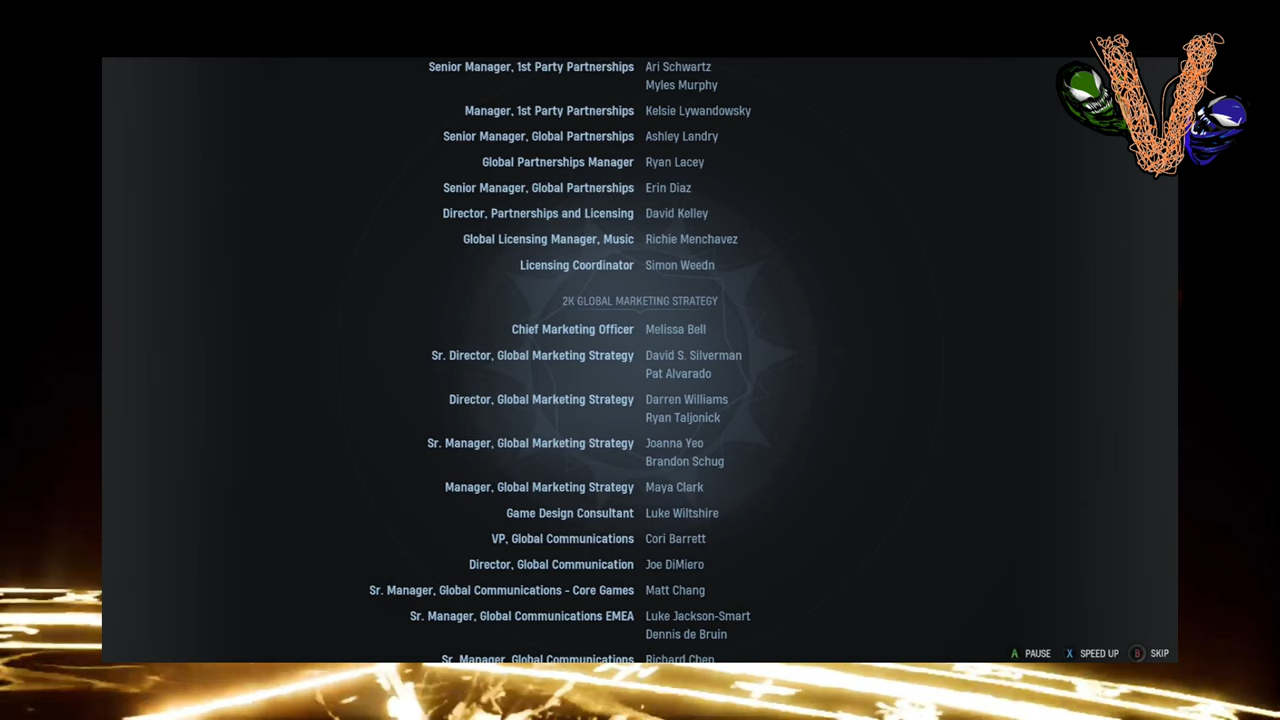 Senior Manager, 1st Party Partnerships Ari Schwartz
Myles Murphy
Manager, 1st Party Partnerships Kelsie Lywandowsky
Senior Manager, Global Partnerships Ashley Landry
Global Partnerships Manager Ryan Lacey
Senior Manager, Global Partnerships Erin Diaz
Director, Partnerships and Licensing David Kelley
Global Licensing Manager, Music Richie Menchavez
Licensing Coordinator Simon Weedn
2K GLOBAL MARKETING STRATEGY
Chief Marketing Officer Melissa Bell
Sr. Director, Global Marketing Strategy David S. Silverman
Pat Alvarado
Director, Global Marketing Strategy Darren Williams
Ryan Taljonick
Sr. Manager, Global Marketing Strategy Joanna Yeo
Brandon Schug
Manager, Global Marketing Strategy Maya Clark
Game Design Consultant Luke Wiltshire
VP, Global Communications Cori Barrett
Director, Global Communication Joe DiMiero
Sr. Manager, Global Communications - Core Games Matt Chang
Sr. Manager, Global Communications EMEA Luke Jackson-Smart
Dennis de Bruin
Sr. Manager, Global Communications Richard Chen
A PAUSE X SPEED UP B SKIP
V